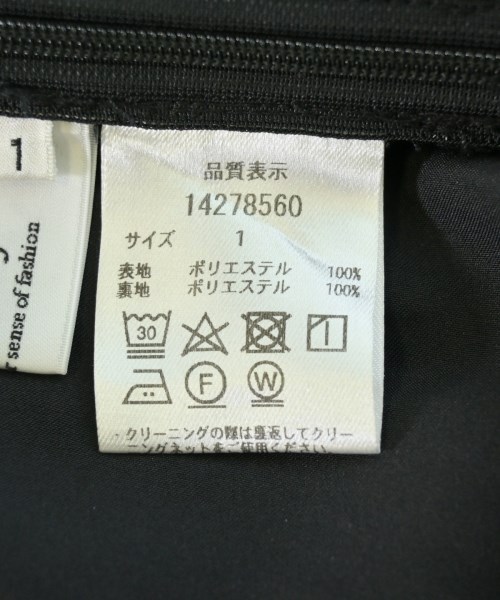 品質表示
14278560
サイズ 1
表地 ポリエステル 100%
裏地 ポリエステル 100%
30
F W
・クリーニングの際は裏返してクリー
ニングネットをご使用ください。
1
sense of fashion